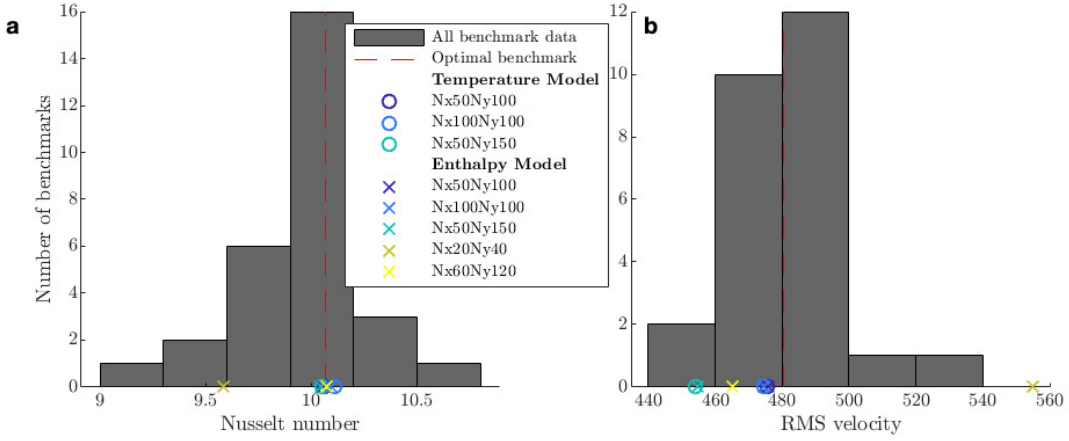 a
Number of benchmarks
16
14
12
10
8
6
4
2
0
9
9.5
10
10.5
Nusselt number
All benchmark data
Optimal benchmark
Temperature Model
Nx50Ny100
Nx100Ny100
Nx50Ny150
Enthalpy Model
Nx50Ny100
Nx100Ny100
Nx50Ny150
Nx20Ny40
Nx60Ny120
b
12
10
8
6
4
2
0
440
460
480
500
520
540
560
RMS velocity